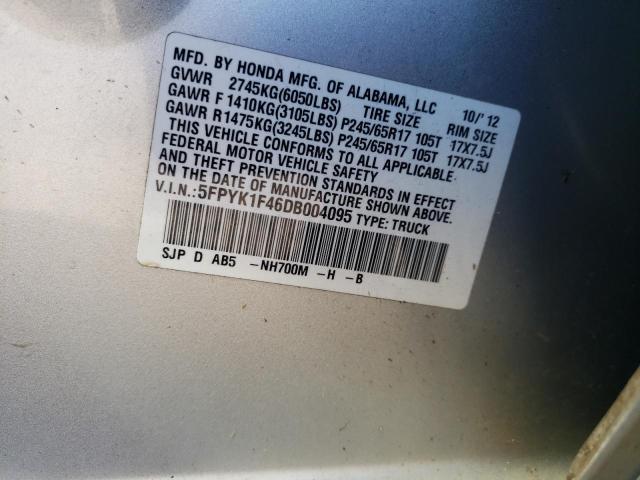 MFD. BY HONDA MFG. OF ALABAMA, LLC 10/'12
GVWR 2745KG(6050LBS) TIRE SIZE RIM SIZE
GAWR F 1410KG(3105LBS) P245/65R17 105T 17X7.5J
GAWR R1475KG(3245LBS) P245/65R17 105T 17X7.5J
THIS VEHICLE CONFORMS TO ALL APPLICABLE
FEDERAL MOTOR VEHICLE SAFETY
AND THEFT PREVENTION STANDARDS IN EFFECT
ON THE DATE OF MANUFACTURE SHOWN ABOVE.
V.I.N.:5FPYK1F46DB004095 TYPE: TRUCK
SJP D AB5 -NH700M -H -B